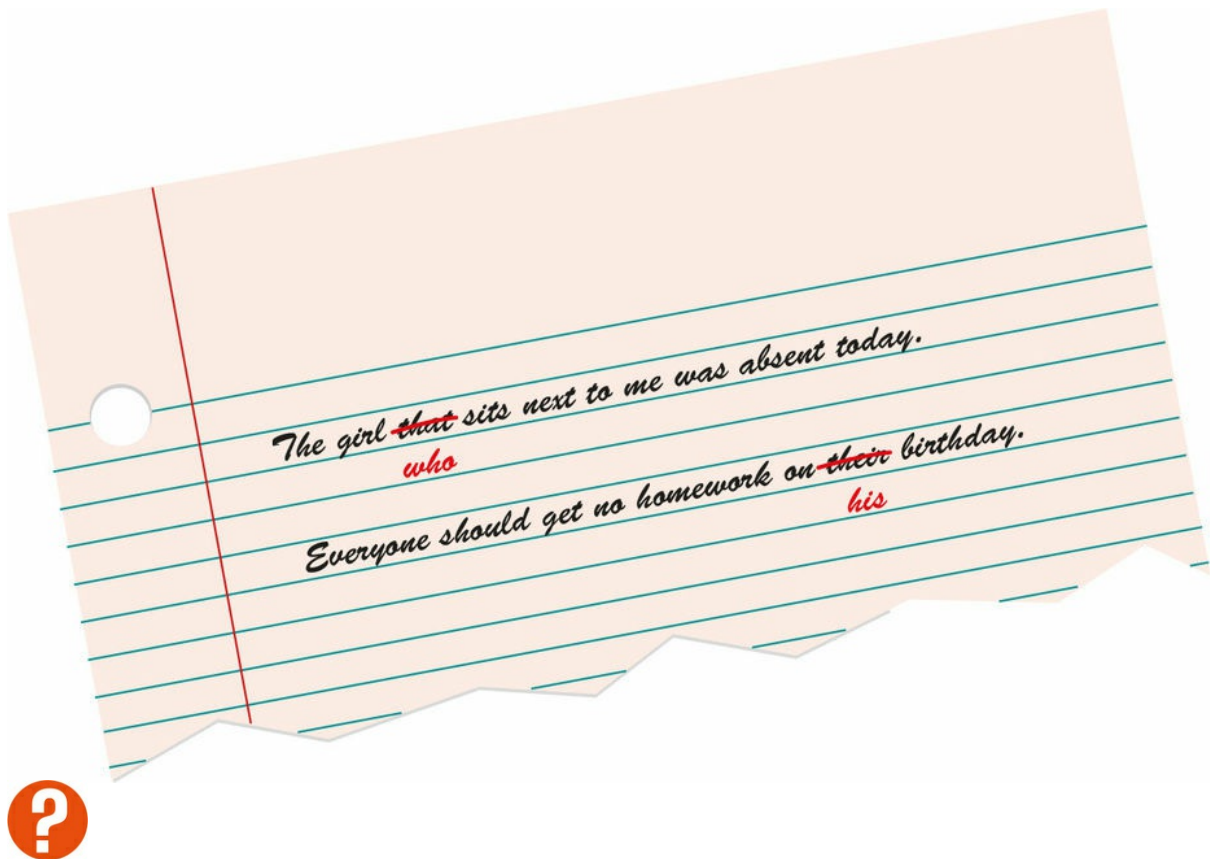 The girl that sits next to me was absent today.
who
Everyone should get no homework on their birthday.
his
?